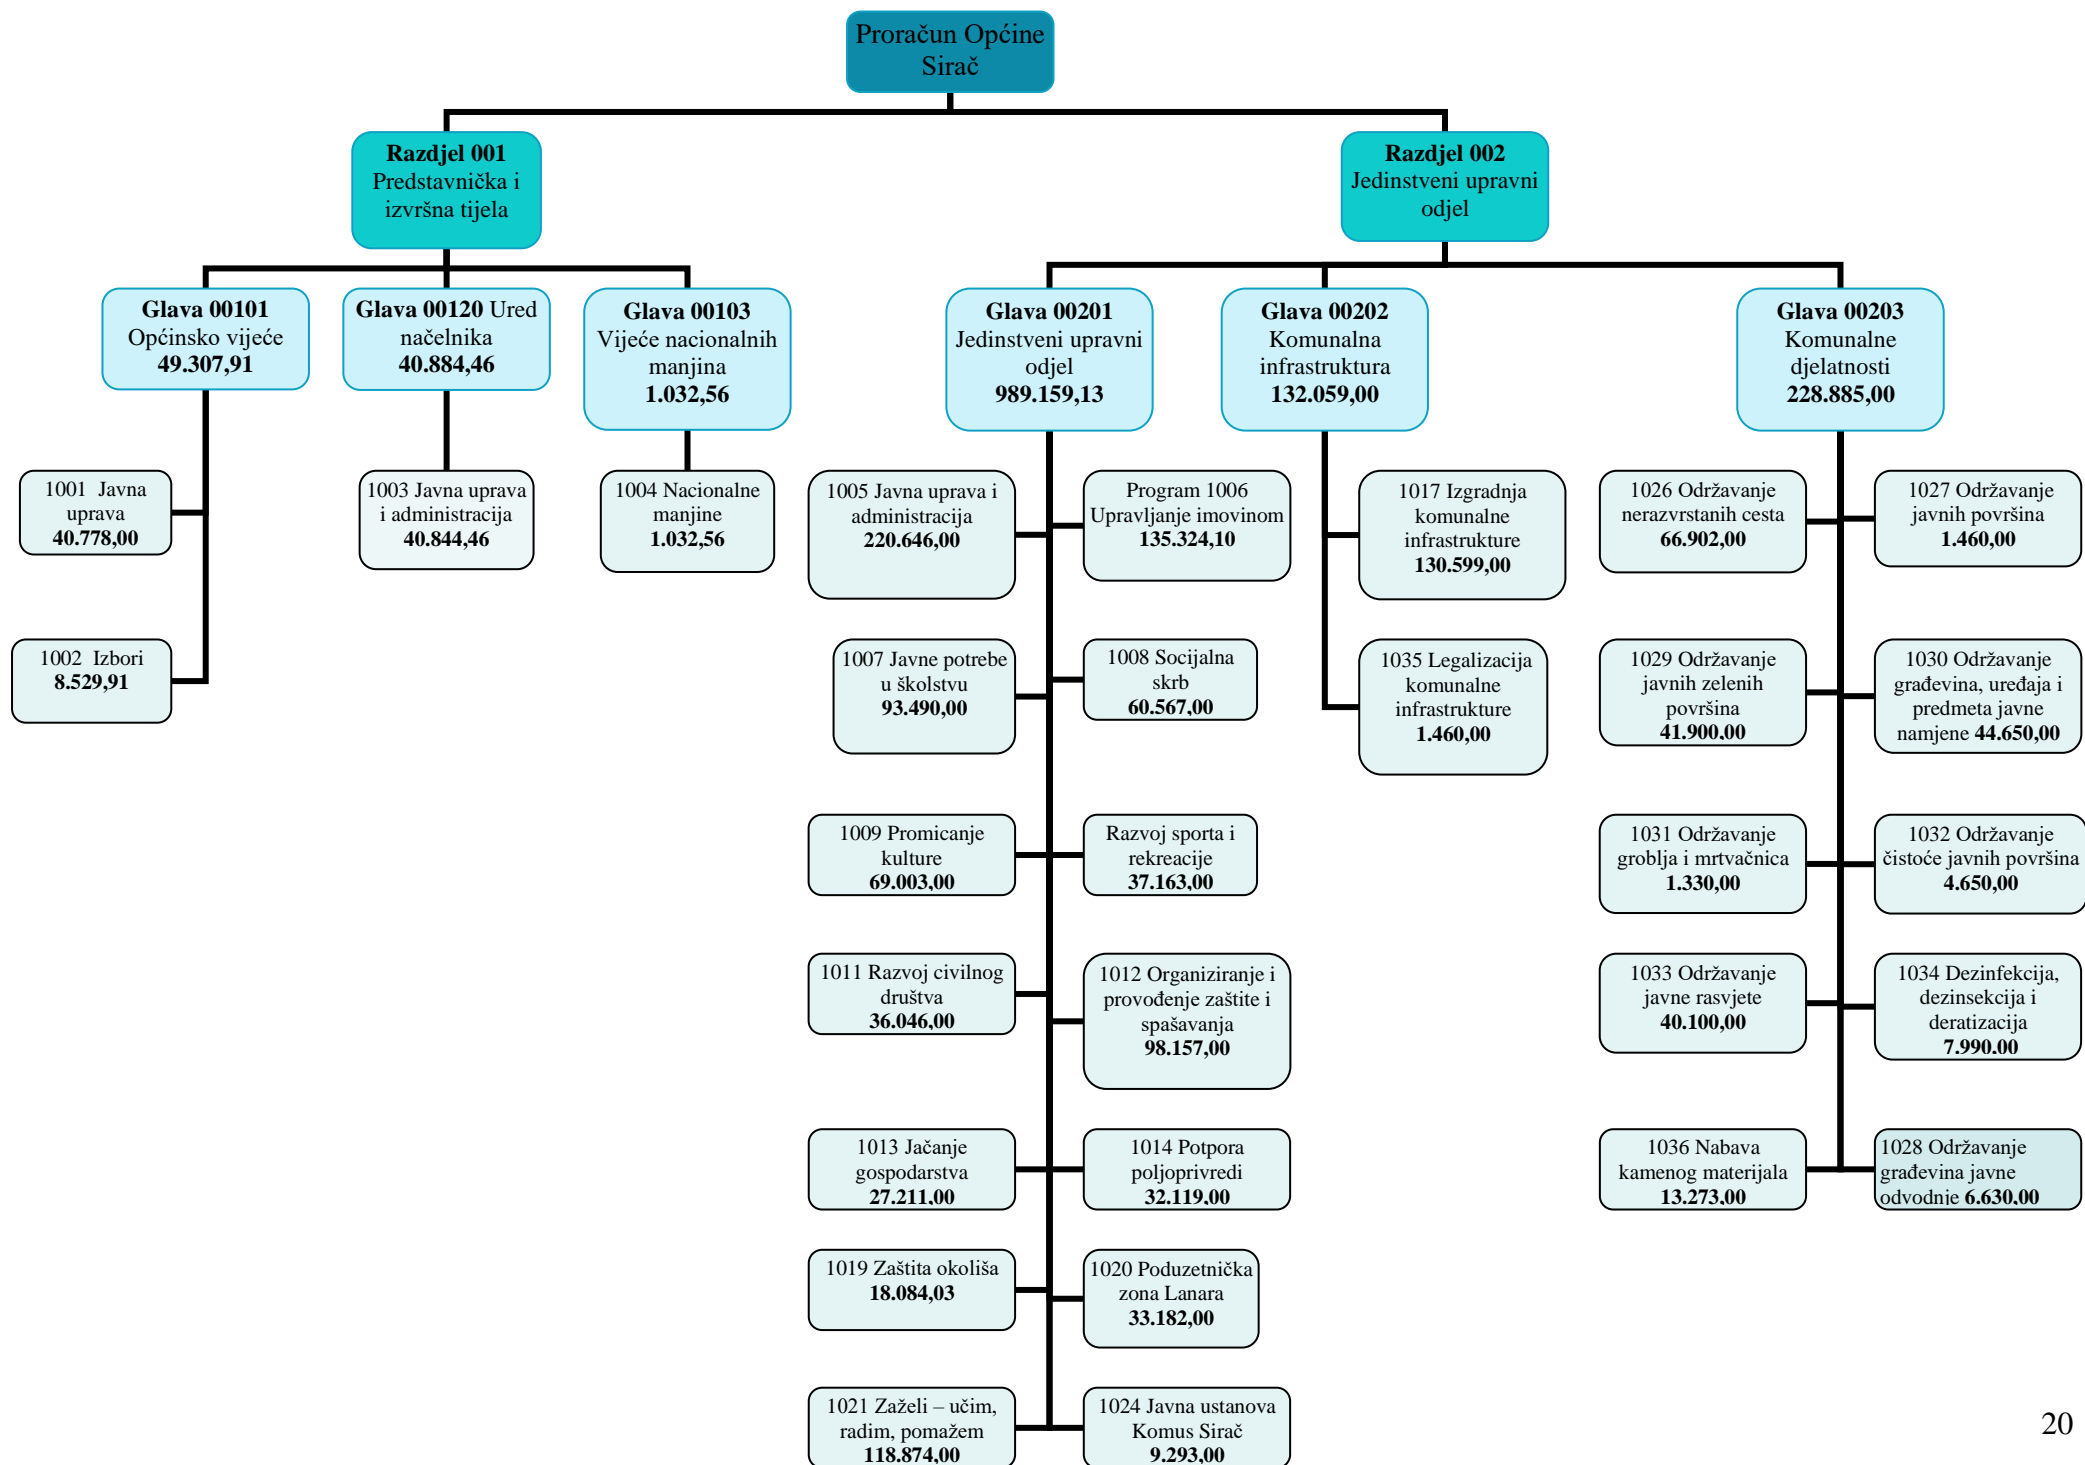 Proračun Općine
Sirač
Razdjel 001
Predstavnička i
izvršna tijela
Razdjel 002
Jedinstveni upravni
odjel
Glava 00101
Općinsko vijeće
49.307,91
Glava 00120 Ured
načelnika
40.884,46
Glava 00103
Vijeće nacionalnih
manjina
1.032,56
Glava 00201
Jedinstveni upravni
odjel
989.159,13
Glava 00202
Komunalna
infrastruktura
132.059,00
Glava 00203
Komunalne
djelatnosti
228.885,00
1001 Javna
uprava
40.778,00
1003 Javna uprava
i administracija
40.844,46
1004 Nacionalne
manjine
1.032,56
1005 Javna uprava i
administracija
220.646,00
Program 1006
Upravljanje imovinom
135.324,10
1017 Izgradnja
komunalne
infrastrukture
130.599,00
1026 Održavanje
nerazvrstanih cesta
66.902,00
1027 Održavanje
javnih površina
1.460,00
1002 Izbori
8.529,91
1007 Javne potrebe
u školstvu
93.490,00
1008 Socijalna
skrb
60.567,00
1035 Legalizacija
komunalne
infrastrukture
1.460,00
1029 Održavanje
javnih zelenih
površina
41.900,00
1030 Održavanje
građevina, uređaja i
predmeta javne
namjene 44.650,00
1009 Promicanje
kulture
69.003,00
Razvoj sporta i
rekreacije
37.163,00
1031 Održavanje
groblja i mrtvačnica
1.330,00
1032 Održavanje
čistoće javnih površina
4.650,00
1011 Razvoj civilnog
društva
36.046,00
1012 Organiziranje i
provođenje zaštite i
spašavanja
98.157,00
1033 Održavanje
javne rasvjete
40.100,00
1034 Dezinfekcija,
dezinsekcija i
deratizacija
7.990,00
1013 Jačanje
gospodarstva
27.211,00
1014 Potpora
poljoprivredi
32.119,00
1036 Nabava
kamenog materijala
13.273,00
1028 Održavanje
građevina javne
odvodnje 6.630,00
1019 Zaštita okoliša
18.084,03
1020 Poduzetnička
zona Lanara
33.182,00
1021 Zaželi – učim,
radim, pomažem
118.874,00
1024 Javna ustanova
Komus Sirač
9.293,00
20